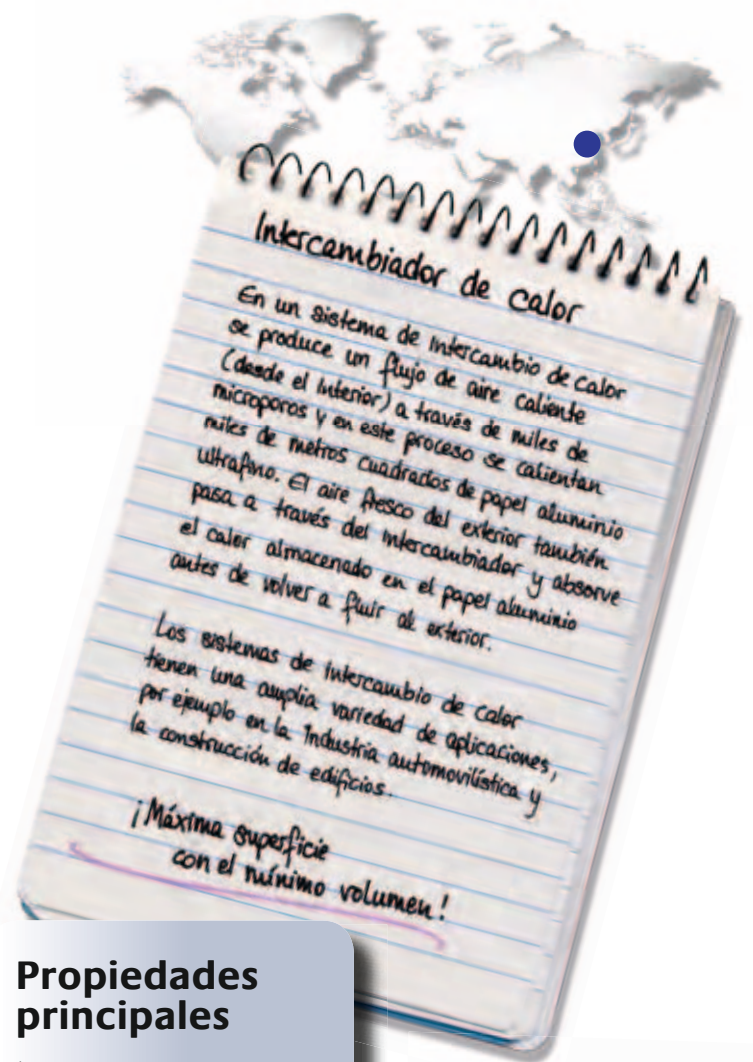 Intercambiador de calor
En un sistema de intercambio de calor
se produce un flujo de aire caliente
(desde el interior) a través de miles de
microporos y en este proceso se calientan
miles de metros cuadrados de papel aluminio
ultrafino. El aire fresco del exterior también
pasa a través del intercambiador y absorve
el calor almacenado en el papel aluminio
antes de volver a fluir al exterior.
Los sistemas de intercambio de calor
tienen una amplia variedad de aplicaciones,
por ejemplo en la industria automovilística y
la construcción de edificios.
¡Máxima superficie
con el mínimo volumen!
Propiedades
principales